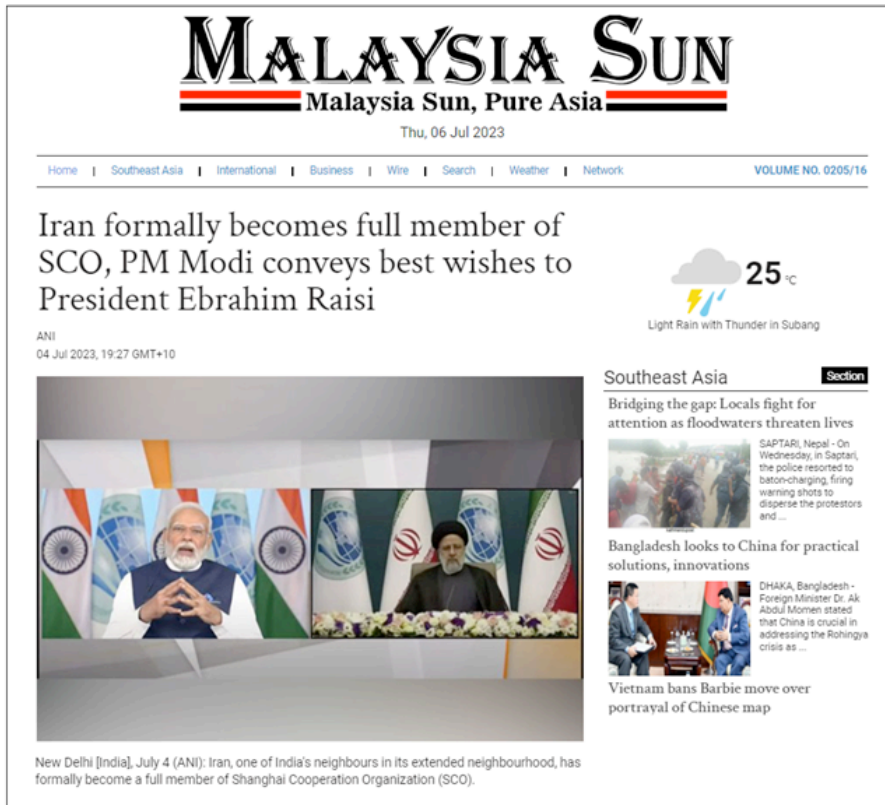 MALAYSIA SUN
Malaysia Sun, Pure Asia
Thu, 06 Jul 2023
Home | Southeast Asia | International | Business | Wire | Search | Weather | Network VOLUME NO. 0205/16
Iran formally becomes full member of
SCO, PM Modi conveys best wishes to
President Ebrahim Raisi
ANI
04 Jul 2023, 19:27 GMT+10
New Delhi [India], July 4 (ANI): Iran, one of India's neighbours in its extended neighbourhood, has
formally become a full member of Shanghai Cooperation Organization (SCO).
25 °C
Light Rain with Thunder in Subang
Southeast Asia Section
Bridging the gap: Locals fight for
attention as floodwaters threaten lives
SAPTARI, Nepal - On
Wednesday, in Saptari,
the police resorted to
baton-charging, firing
warning shots to
disperse the protestors
and ...
Bangladesh looks to China for practical
solutions, innovations
DHAKA, Bangladesh -
Foreign Minister Dr. Ak
Abdul Momen stated
that China is crucial in
addressing the Rohingya
crisis as ...
Vietnam bans Barbie move over
portrayal of Chinese map